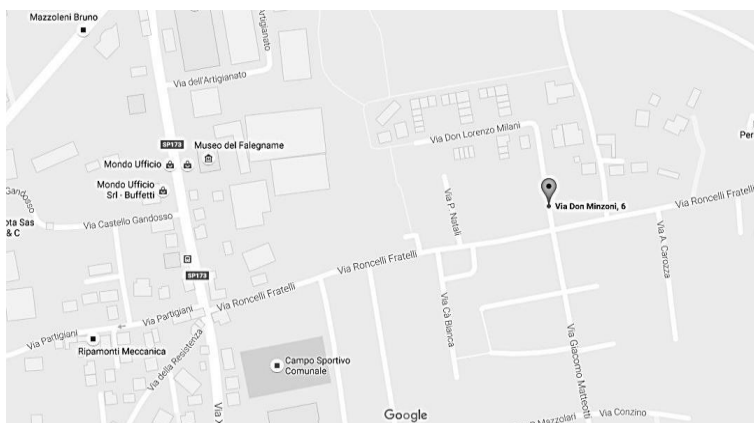 Mazzoleni Bruno
Via dell'Artigianato
Artigianato
SP173
Museo del Falegname
Mondo Ufficio
Mondo Ufficio
Srl - Buffetti
Gandosso
ota Sas
& C
Via Castello Gandosso
SP173
Via Partigiani
Via Partigiani
Ripamonti Meccanica
Via della Resistenza
Via X
Via Roncelli Fratelli
Via Roncelli Fratelli
Campo Sportivo
Comunale
Via Don Lorenzo Milani
Via P. Natali
Via Don Minzoni, 6
Via Roncelli Fratelli
Per
Via A. Carozza
Via Cà Bianca
Via Giacomo Matteotti
P Mazzolari
Via Conzino
Google